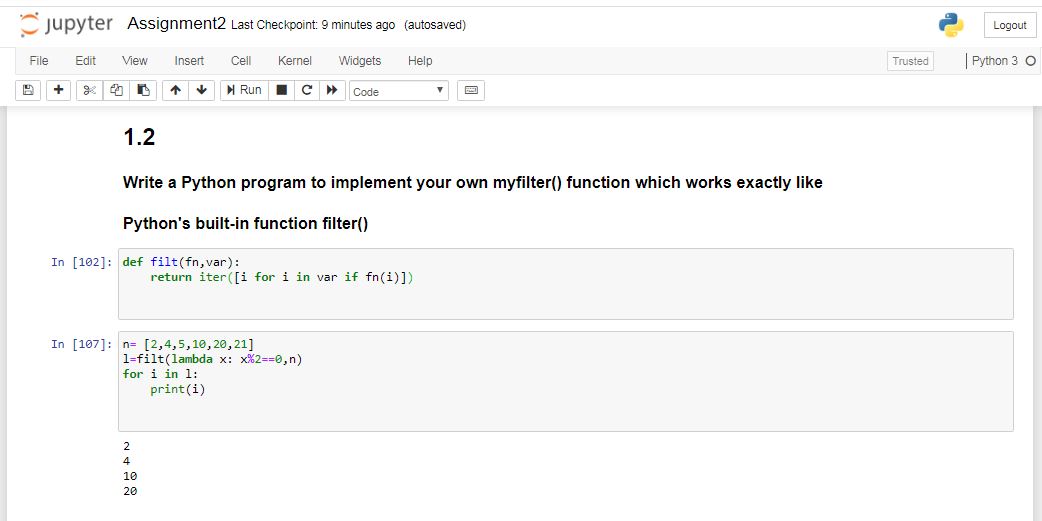 jupyter Assignment2 Last Checkpoint: 9 minutes ago (autosaved)
Logout
File Edit View Insert Cell Kernel Widgets Help
Trusted
Python 3
Run
Code
1.2
Write a Python program to implement your own myfilter() function which works exactly like
Python's built-in function filter()
In [102]: def filt(fn,var):
    return iter([i for i in var if fn(i)])
In [107]: n= [2,4,5,10,20,21]
l=filt(lambda x: x%2==0,n)
for i in l:
    print(i)
2
4
10
20